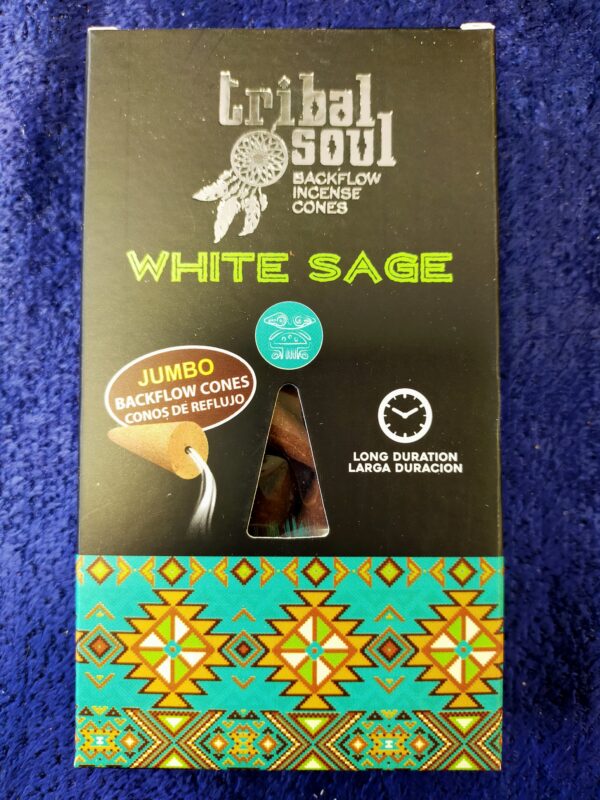 tribal
soul
BACKFLOW
INCENSE
CONES
WHITE SAGE
JUMBO
BACKFLOW CONES
CONOS DE REFLUJO
LONG DURATION
LARGA DURACION